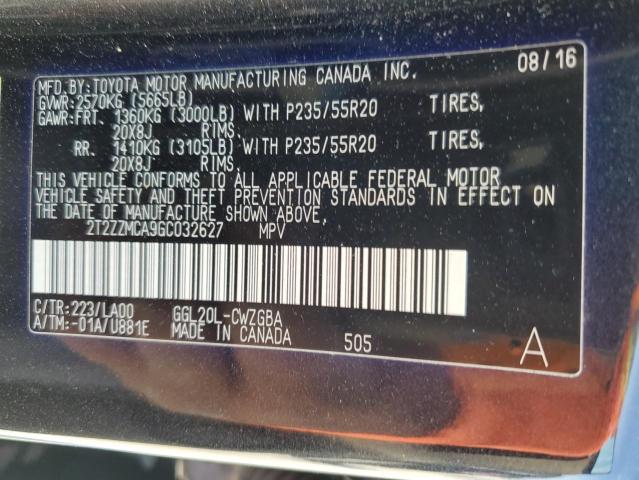 MFD.BY:TOYOTA MOTOR MANUFACTURING CANADA INC. 08/16
GVWR:2570KG (5665LB)
GAWR:FRT. 1360KG (3000LB) WITH P235/55R20 TIRES,
20X8J RIMS.
RR. 1410KG (3105LB) WITH P235/55R20 TIRES,
20X8J RIMS.
THIS VEHICLE CONFORMS TO ALL APPLICABLE FEDERAL MOTOR
VEHICLE SAFETY AND THEFT PREVENTION STANDARDS IN EFFECT ON
THE DATE OF MANUFACTURE SHOWN ABOVE.
2T2ZZMCA9GC032627 MPV
C/TR:223/LA00 GGL20L-CWZGBA
A/TM:-01A/U881E MADE IN CANADA 505 A